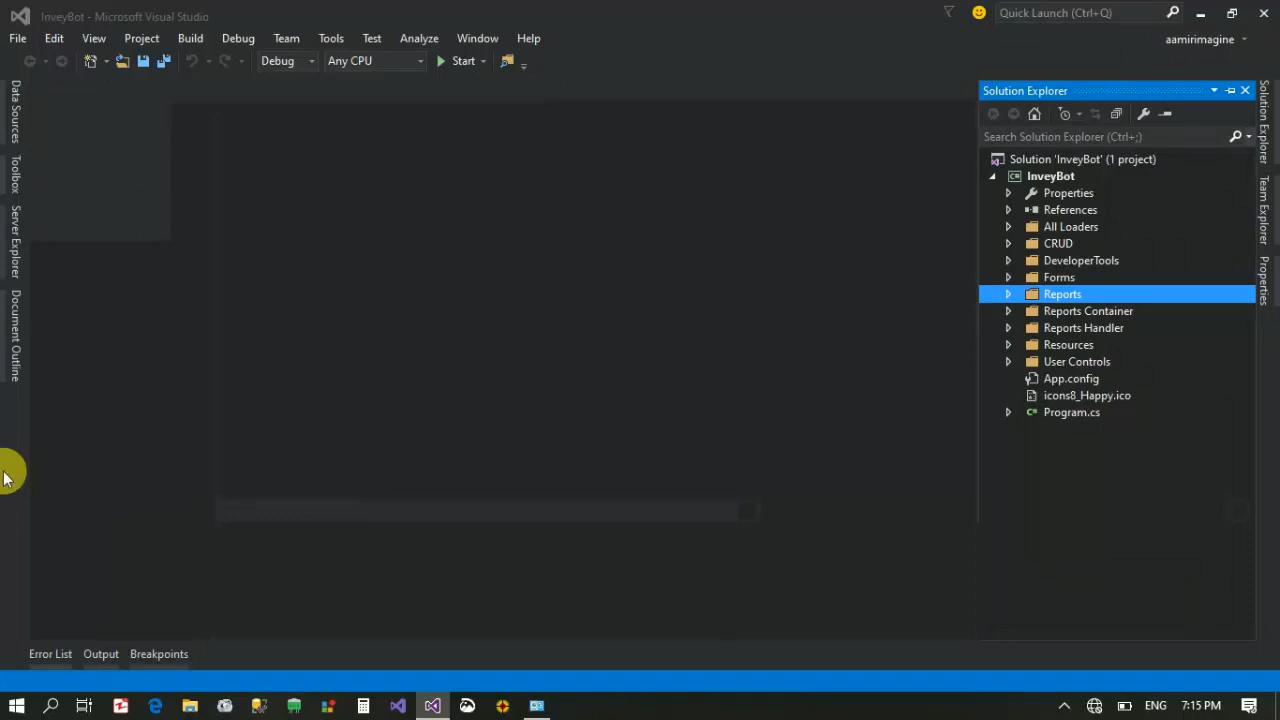 InveyBot - Microsoft Visual Studio
Quick Launch (Ctrl+Q)
File Edit View Project Build Debug Team Tools Test Analyze Window Help
aamirimagine
Debug Any CPU Start
Data Sources
Toolbox
Server Explorer
Document Outline
Solution Explorer
Search Solution Explorer (Ctrl+;)
Solution 'InveyBot' (1 project)
InveyBot
Properties
References
All Loaders
CRUD
DeveloperTools
Forms
Reports
Reports Container
Reports Handler
Resources
User Controls
App.config
icons8_Happy.ico
Program.cs
Solution Explorer
Team Explorer
Properties
Error List Output Breakpoints
ENG 7:15 PM